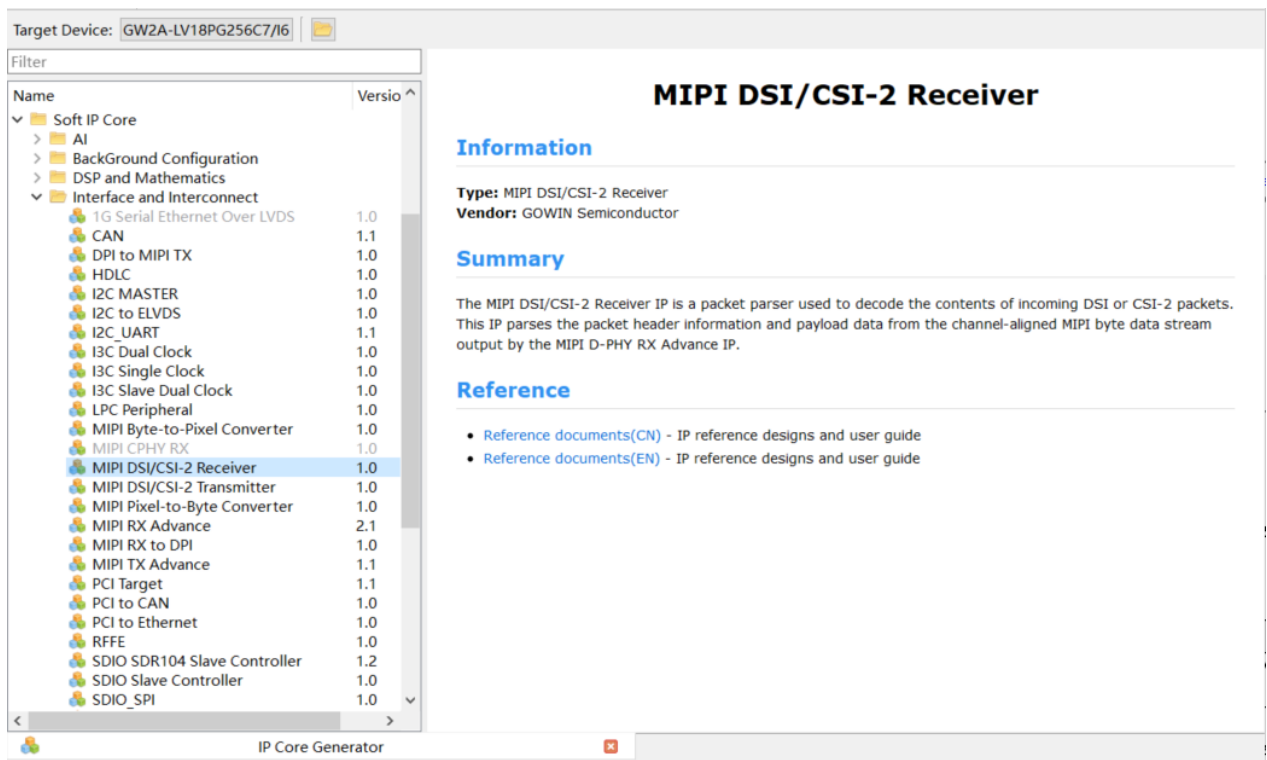 Target Device: GW2A-LV18PG256C7/I6
Filter
Name Versio
Soft IP Core
AI
BackGround Configuration
DSP and Mathematics
Interface and Interconnect
1G Serial Ethernet Over LVDS 1.0
CAN 1.1
DPI to MIPI TX 1.0
HDLC 1.0
I2C MASTER 1.0
I2C to ELVDS 1.0
I2C_UART 1.1
I3C Dual Clock 1.0
I3C Single Clock 1.0
I3C Slave Dual Clock 1.0
LPC Peripheral 1.0
MIPI Byte-to-Pixel Converter 1.0
MIPI CPHY RX 1.0
MIPI DSI/CSI-2 Receiver 1.0
MIPI DSI/CSI-2 Transmitter 1.0
MIPI Pixel-to-Byte Converter 1.0
MIPI RX Advance 2.1
MIPI RX to DPI 1.0
MIPI TX Advance 1.1
PCI Target 1.1
PCI to CAN 1.0
PCI to Ethernet 1.0
RFFE 1.0
SDIO SDR104 Slave Controller 1.2
SDIO Slave Controller 1.0
SDIO_SPI 1.0
IP Core Generator
MIPI DSI/CSI-2 Receiver
Information
Type: MIPI DSI/CSI-2 Receiver
Vendor: GOWIN Semiconductor
Summary
The MIPI DSI/CSI-2 Receiver IP is a packet parser used to decode the contents of incoming DSI or CSI-2 packets.
This IP parses the packet header information and payload data from the channel-aligned MIPI byte data stream
output by the MIPI D-PHY RX Advance IP.
Reference
• Reference documents(CN) - IP reference designs and user guide
• Reference documents(EN) - IP reference designs and user guide